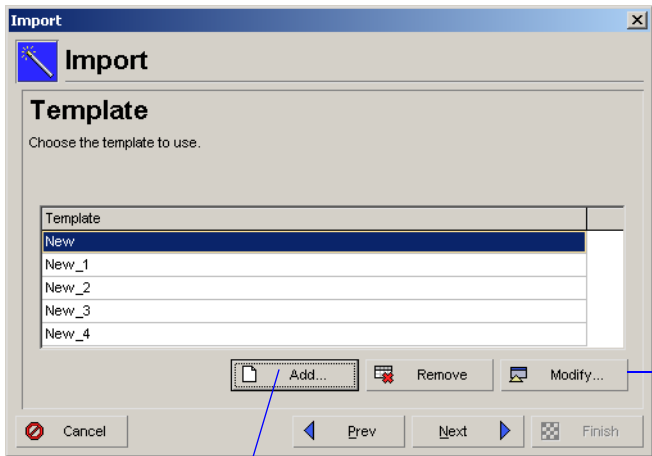 Import
Import
Template
Choose the template to use.
Template
New
New_1
New_2
New_3
New_4
Add...
Remove
Modify...
Cancel
Prev
Next
Finish